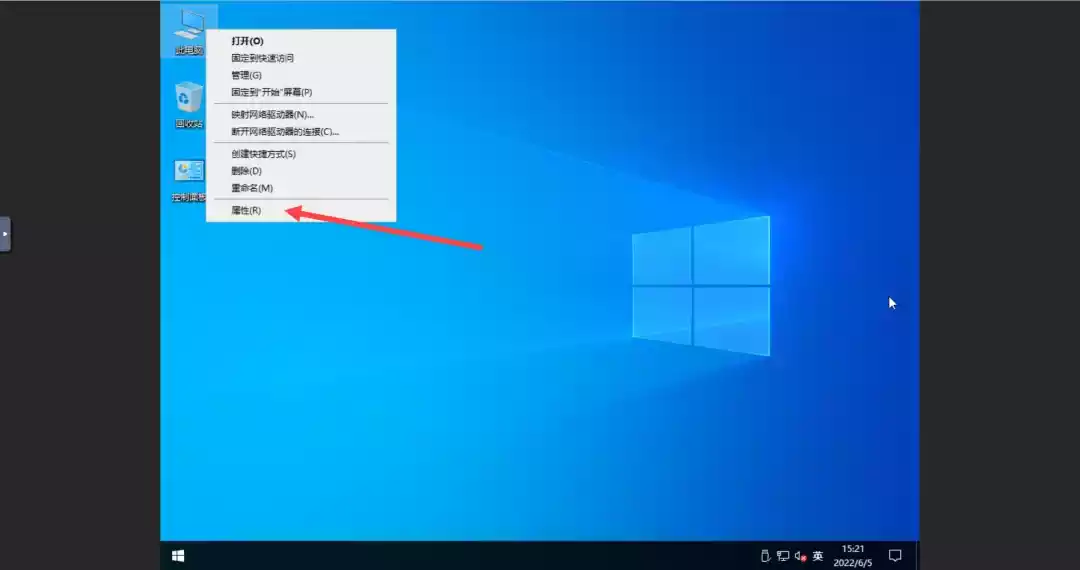 此电脑
打开(O)
固定到快速访问
管理(G)
固定到"开始"屏幕(P)
映射网络驱动器(N)...
断开网络驱动器的连接(C)...
创建快捷方式(S)
删除(D)
重命名(M)
属性(R)
回收站
控制面板
英
15:21
2022/6/5